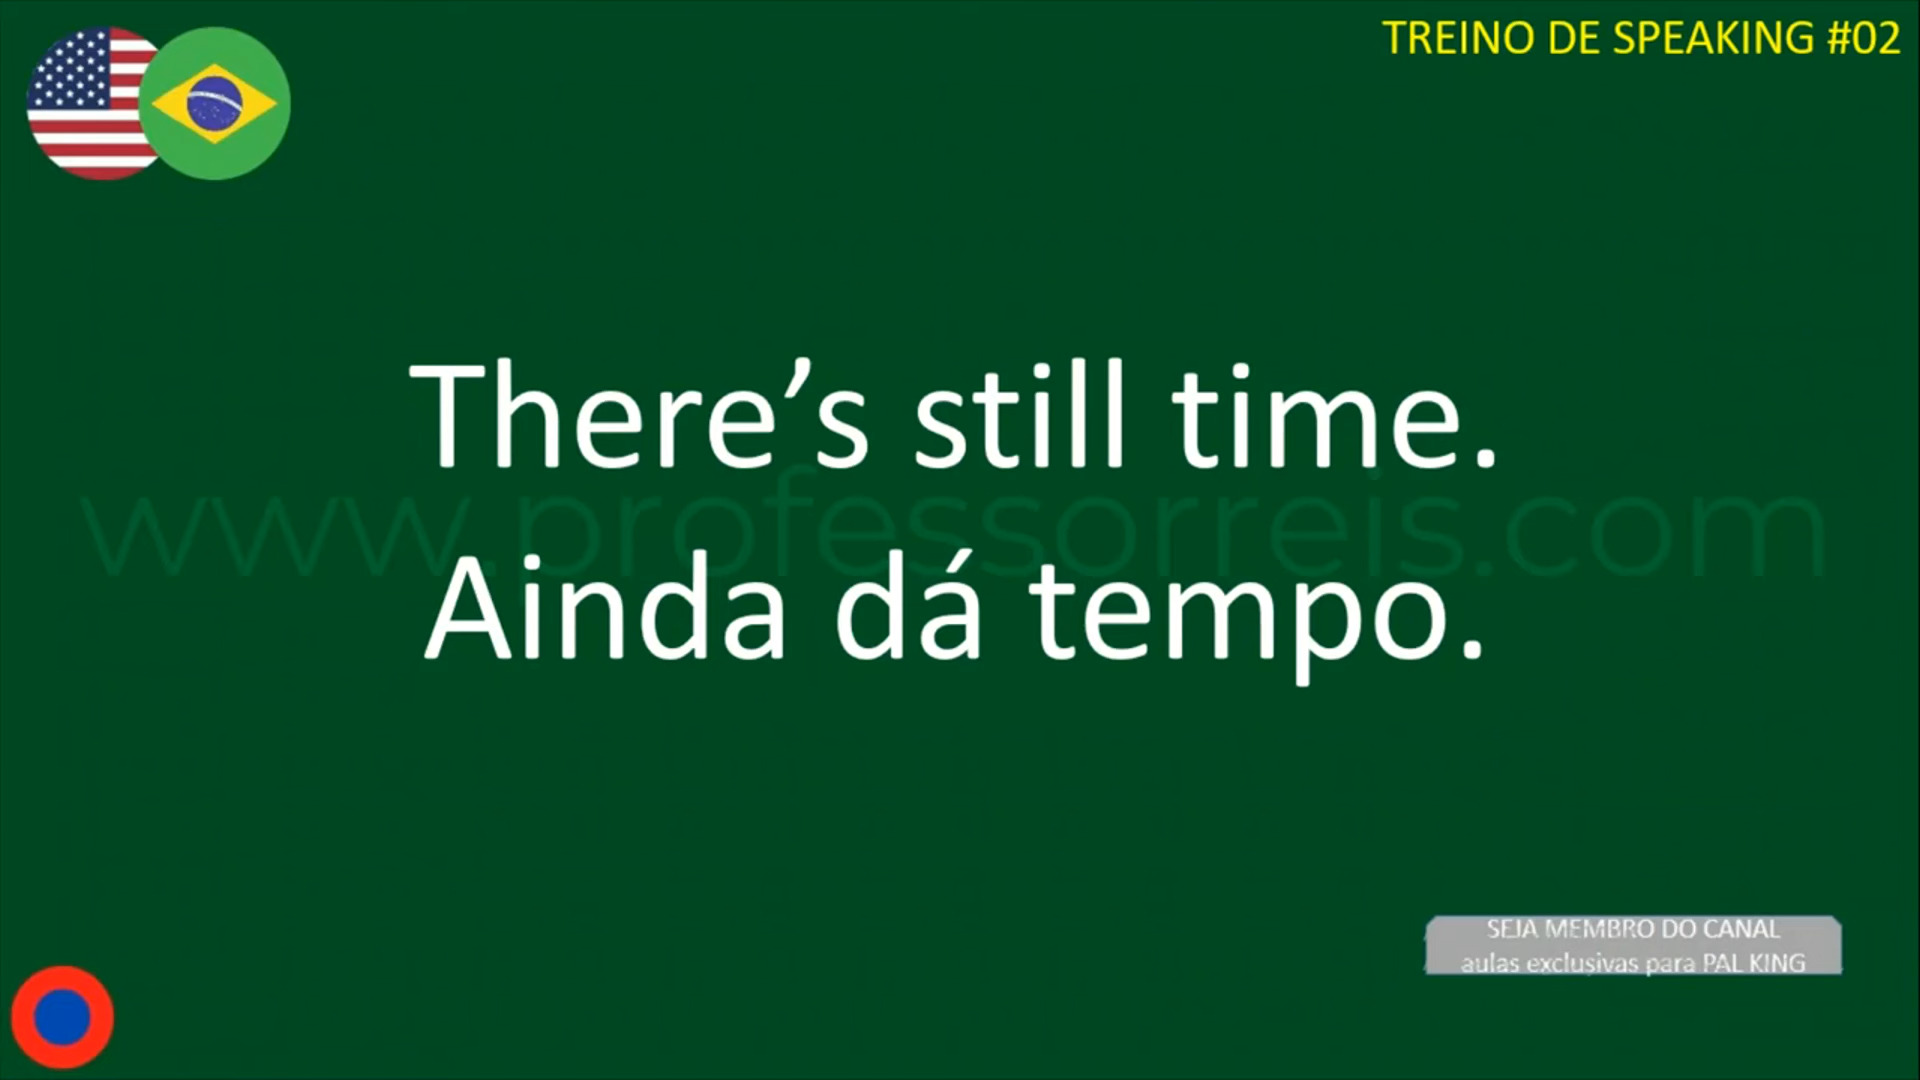 TREINO DE SPEAKING #02
There’s still time.
www.professorreis.com
Ainda dá tempo.
SEJA MEMBRO DO CANAL
aulas exclusivas para PAL KING